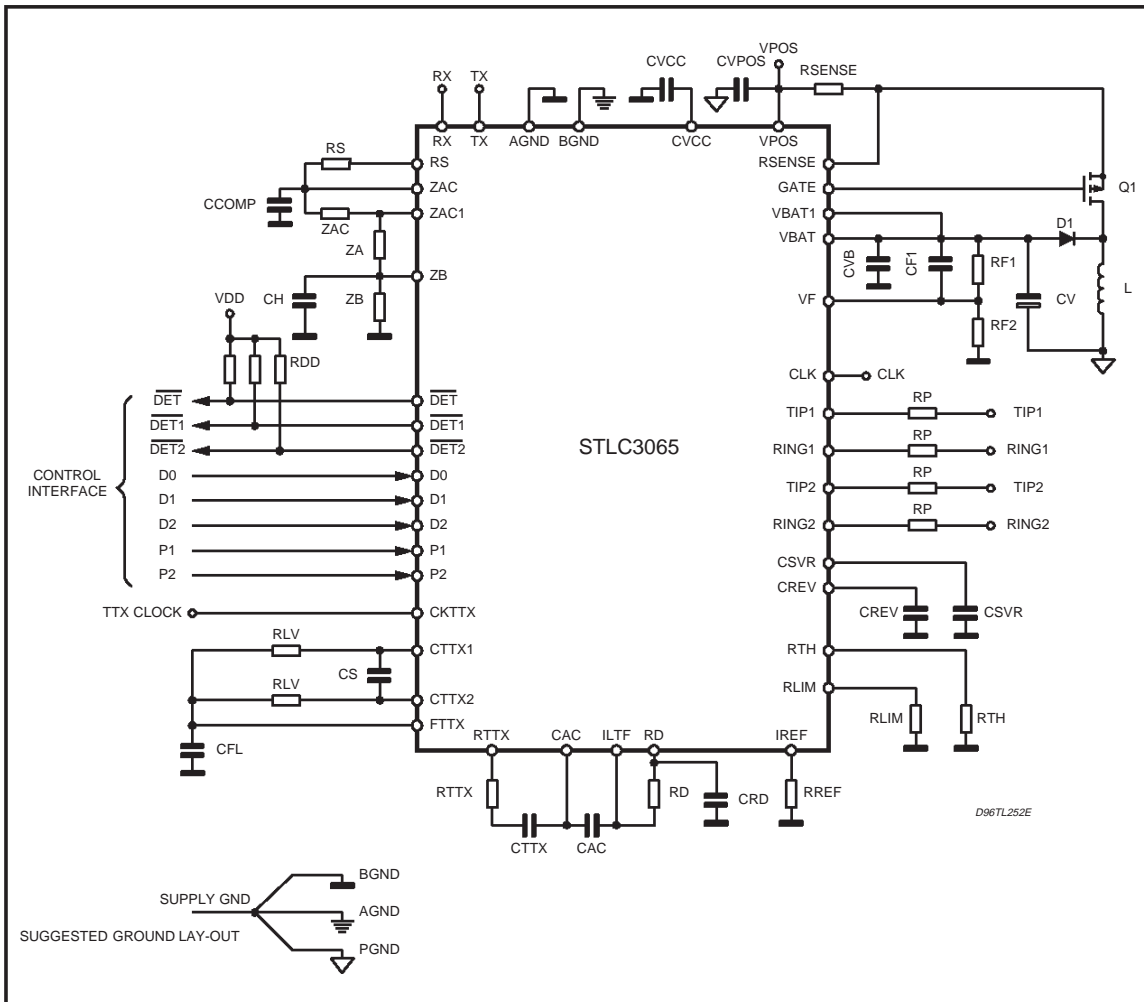 VPOS
RX TX CVCC CVPOS RSENSE
RX TX AGND BGND CVCC VPOS
RS RS RSENSE
ZAC GATE Q1
CCOMP
ZAC ZAC1 VBAT1
ZA VBAT D1
CVB CF1 RF1
CH ZB ZB VF CV L
VDD RF2
RDD
CLK CLK
DET DET TIP1 RP TIP1
DET1 DET1
STLC3065
RING1 RP RING1
DET2 DET2
CONTROL
INTERFACE
D0 D0 TIP2 RP TIP2
D1 D1
D2 D2 RING2 RP RING2
P1 P1 CSVR
P2 P2 CREV
CREV CSVR
TTX CLOCK CKTTX
RLV CTTX1 RTH
CS
RLV CTTX2 RLIM
FTTX RLIM RTH
CFL
RTTX CAC ILTF RD IREF
RTTX RD CRD RREF
CTTX CAC
D96TL252E
BGND
SUPPLY GND
AGND
SUGGESTED GROUND LAY-OUT
PGND